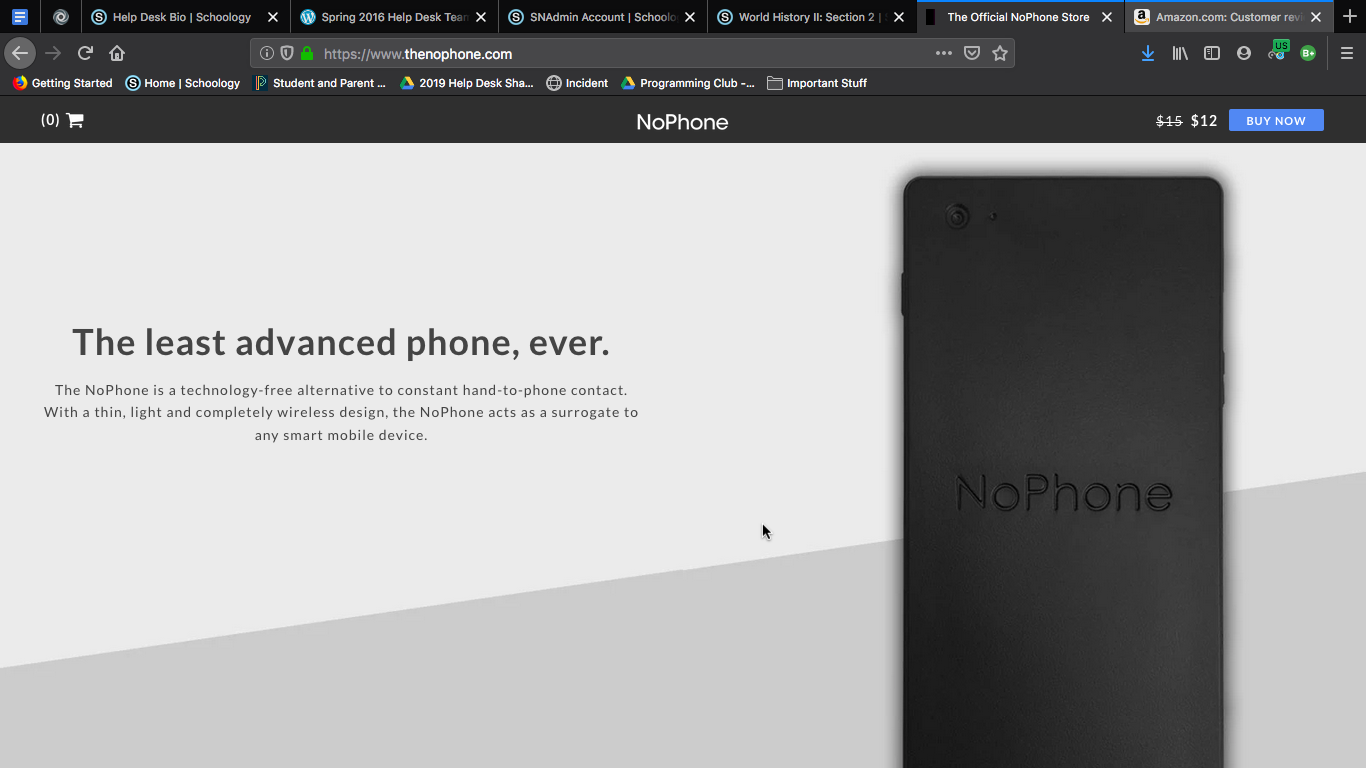 Help Desk Bio | Schoology
Spring 2016 Help Desk Tean
SNAdmin Account | Schoolo
World History II: Section 2 |
The Official NoPhone Store
Amazon.com: Customer revi
https://www.thenophone.com
US
B+
Getting Started
Home | Schoology
Student and Parent ...
2019 Help Desk Sha...
Incident
Programming Club -...
Important Stuff
(0)
NoPhone
$15 $12
BUY NOW
The least advanced phone, ever.
The NoPhone is a technology-free alternative to constant hand-to-phone contact.
With a thin, light and completely wireless design, the NoPhone acts as a surrogate to
any smart mobile device.
NoPhone